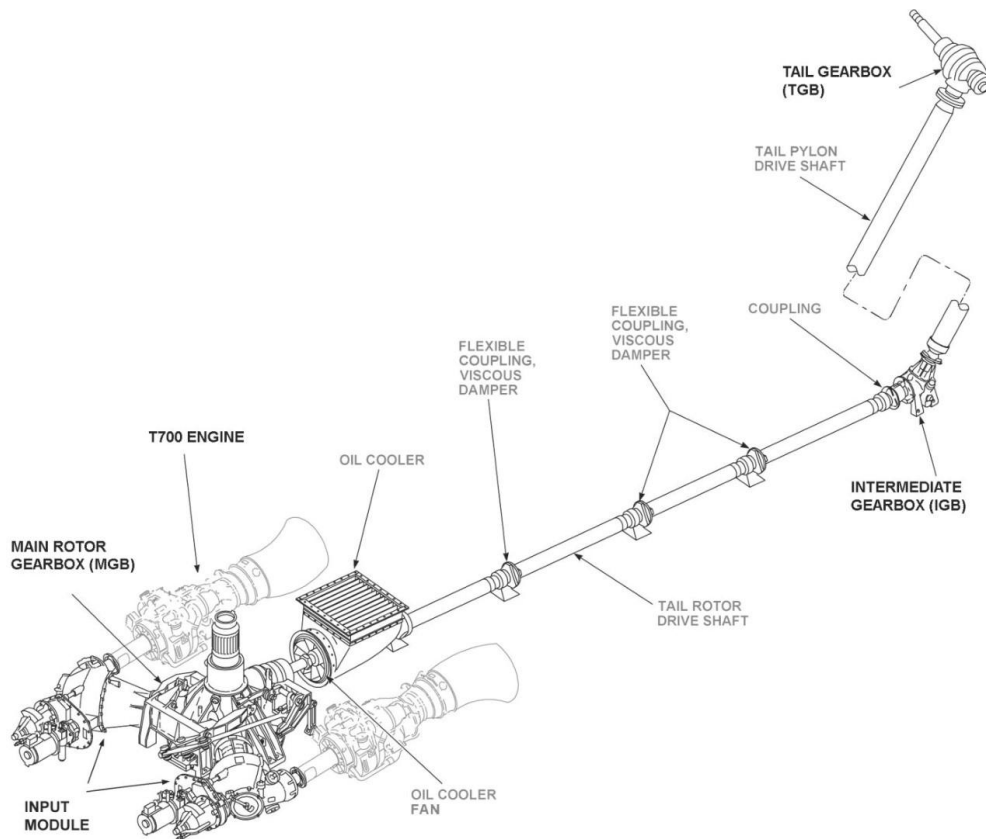 TAIL GEARBOX
(TGB)
TAIL PYLON
DRIVE SHAFT
FLEXIBLE
COUPLING,
VISCOUS
DAMPER
COUPLING
FLEXIBLE
COUPLING,
VISCOUS
DAMPER
T700 ENGINE
OIL COOLER
INTERMEDIATE
GEARBOX (IGB)
MAIN ROTOR
GEARBOX (MGB)
TAIL ROTOR
DRIVE SHAFT
INPUT
MODULE
OIL COOLER
FAN